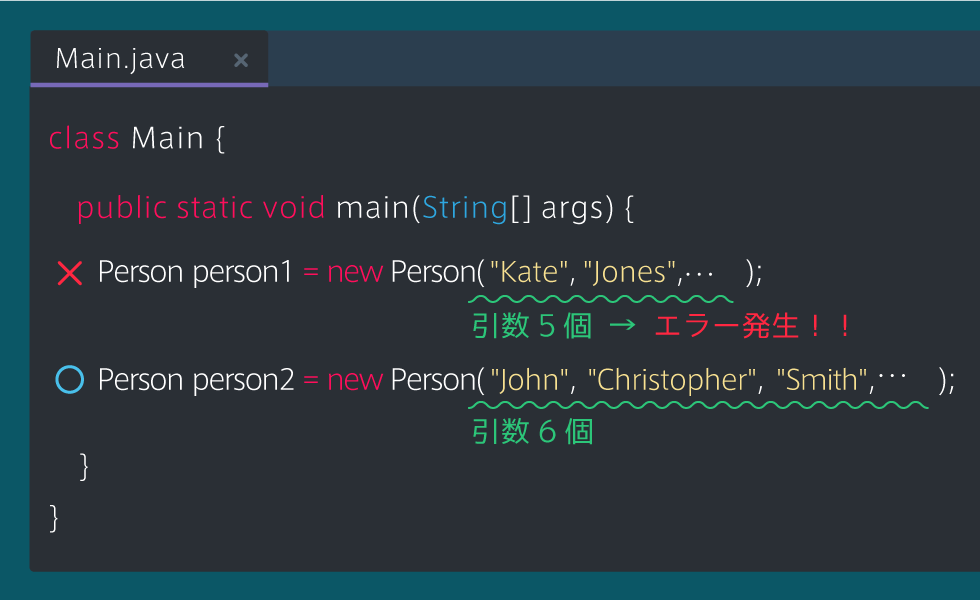 Main.java ×
class Main {
public static void main(String[] args) {
Person person1 = new Person("Kate", "Jones",… );
引数 5 個 → エラー発生！！
Person person2 = new Person("John", "Christopher", "Smith",… );
引数 6 個
}
}